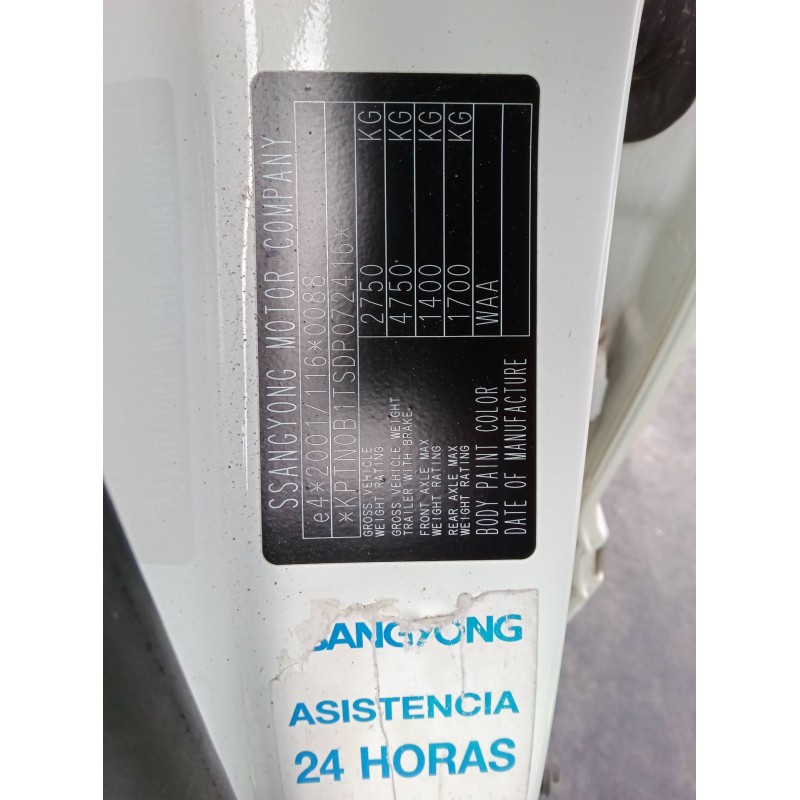 SSANGYONG MOTOR COMPANY
e4*2001/116*0088
*KPTN0B1TSDP072416*
GROSS VEHICLE WEIGHT RATING 2750 KG
GROSS VEHICLE WEIGHT TRAILER WITH BRAKE 4750 KG
FRONT AXLE MAX WEIGHT RATING 1400 KG
REAR AXLE MAX WEIGHT RATING 1700 KG
BODY PAINT COLOR WAA
DATE OF MANUFACTURE
SANGYONG
ASISTENCIA
24 HORAS